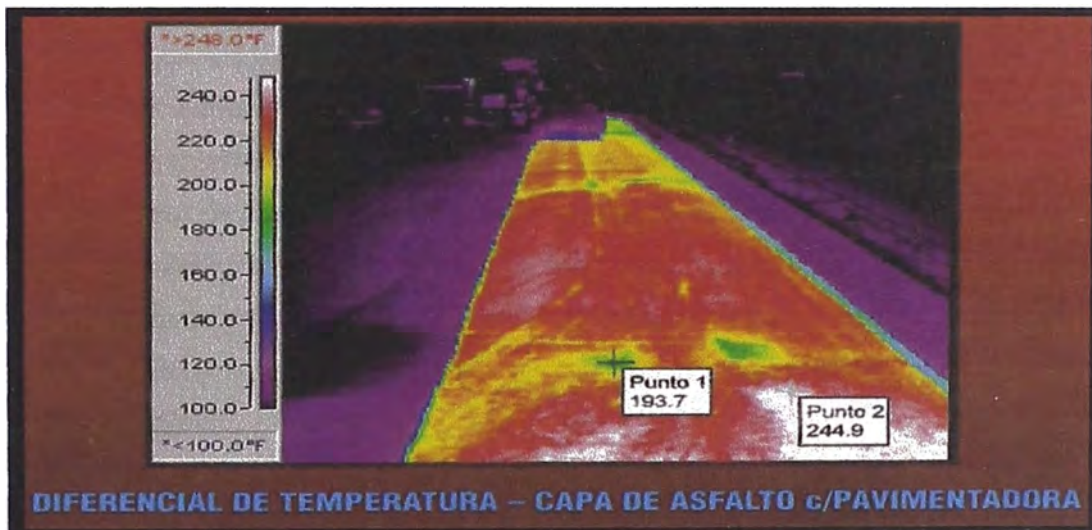 *>248.0°F
240.0
220.0
200.0
180.0
160.0
140.0
120.0
100.0
*<100.0°F
Punto 1
193.7
Punto 2
244.9
DIFERENCIAL DE TEMPERATURA – CAPA DE ASFALTO c/PAVIMENTADORA